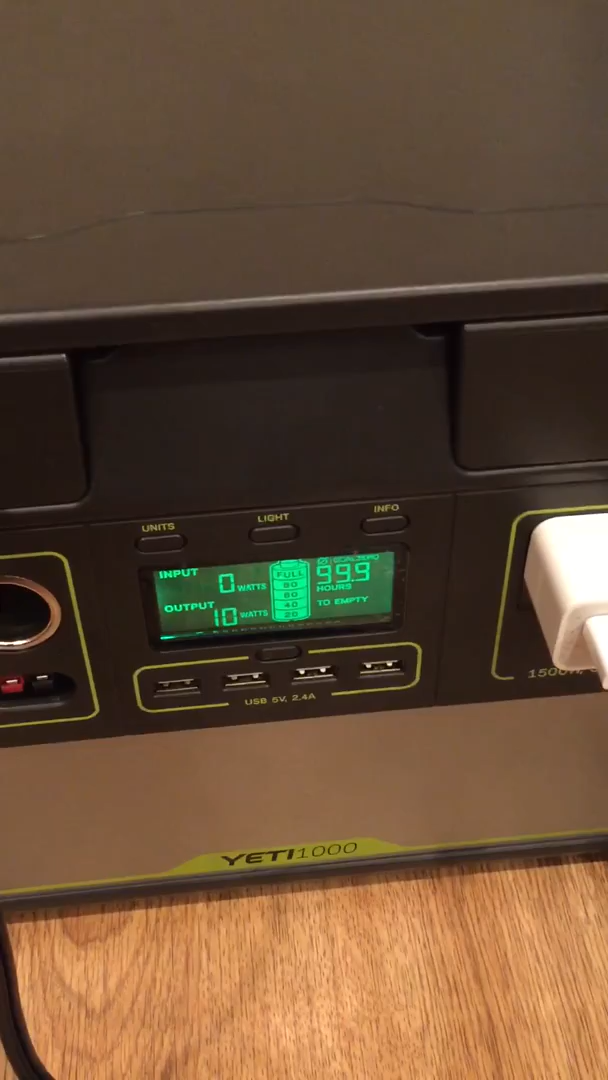 UNITS
LIGHT
INFO
INPUT
0 WATTS
OUTPUT
10 WATTS
FULL
80
60
40
20
99.9
HOURS
TO EMPTY
USB 5V, 2.4A
YETI1000